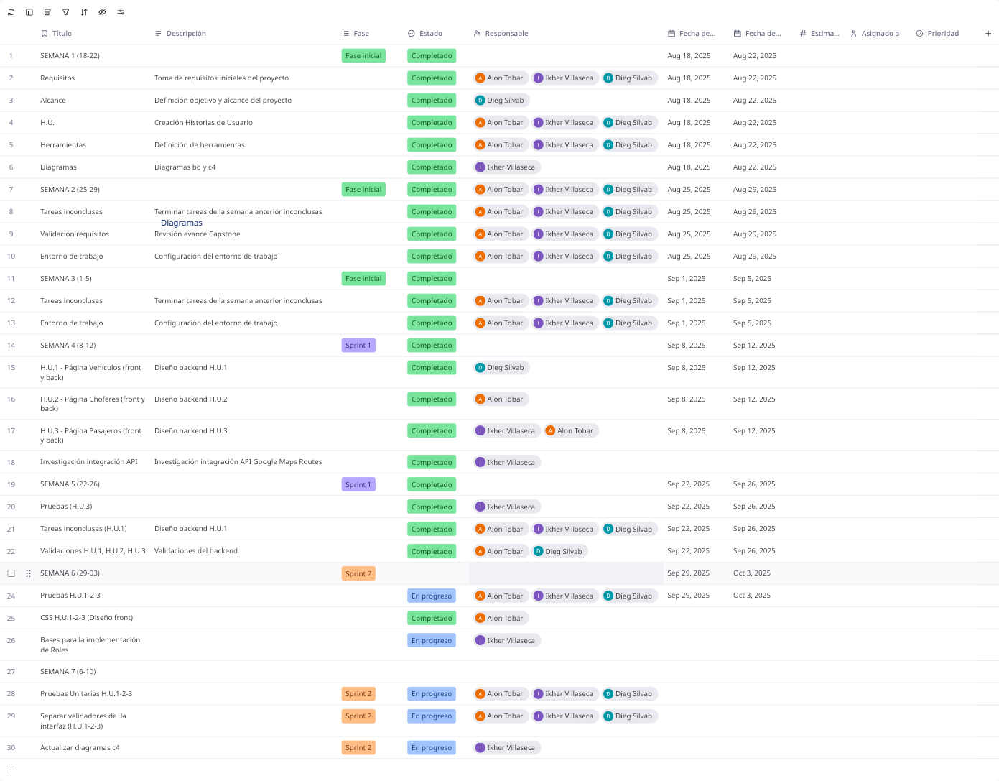 Título Descripción Fase Estado Responsable Fecha de... Fecha de... Estima... Asignado a Prioridad
1 SEMANA 1 (18-22) Fase inicial Completado Aug 18, 2025 Aug 22, 2025
2 Requisitos Toma de requisitos iniciales del proyecto Completado A Alon Tobar I Ikher Villaseca D Dieg Silvab Aug 18, 2025 Aug 22, 2025
3 Alcance Definición objetivo y alcance del proyecto Completado D Dieg Silvab Aug 18, 2025 Aug 22, 2025
4 H.U. Creación Historias de Usuario Completado A Alon Tobar I Ikher Villaseca D Dieg Silvab Aug 18, 2025 Aug 22, 2025
5 Herramientas Definición de herramientas Completado A Alon Tobar I Ikher Villaseca D Dieg Silvab Aug 18, 2025 Aug 22, 2025
6 Diagramas Diagramas bd y c4 Completado I Ikher Villaseca Aug 18, 2025 Aug 22, 2025
7 SEMANA 2 (25-29) Fase inicial Completado A Alon Tobar I Ikher Villaseca D Dieg Silvab Aug 25, 2025 Aug 29, 2025
8 Tareas inconclusas Terminar tareas de la semana anterior inconclusas Completado A Alon Tobar I Ikher Villaseca D Dieg Silvab Aug 25, 2025 Aug 29, 2025
Diagramas
9 Validación requisitos Revisión avance Capstone Completado A Alon Tobar I Ikher Villaseca D Dieg Silvab Aug 25, 2025 Aug 29, 2025
10 Entorno de trabajo Configuración del entorno de trabajo Completado A Alon Tobar I Ikher Villaseca D Dieg Silvab Aug 25, 2025 Aug 29, 2025
11 SEMANA 3 (1-5) Fase inicial Completado Sep 1, 2025 Sep 5, 2025
12 Tareas inconclusas Terminar tareas de la semana anterior inconclusas Completado A Alon Tobar I Ikher Villaseca D Dieg Silvab Sep 1, 2025 Sep 5, 2025
13 Entorno de trabajo Configuración del entorno de trabajo Completado A Alon Tobar I Ikher Villaseca D Dieg Silvab Sep 1, 2025 Sep 5, 2025
14 SEMANA 4 (8-12) Sprint 1 Completado Sep 8, 2025 Sep 12, 2025
15 H.U.1 - Página Vehículos (front Diseño backend H.U.1 Completado D Dieg Silvab Sep 8, 2025 Sep 12, 2025
y back)
16 H.U.2 - Página Choferes (front y Diseño backend H.U.2 Completado A Alon Tobar Sep 8, 2025 Sep 12, 2025
back)
17 H.U.3 - Página Pasajeros (front Diseño backend H.U.3 Completado I Ikher Villaseca A Alon Tobar Sep 8, 2025 Sep 12, 2025
y back)
18 Investigación integración API Investigación integración API Google Maps Routes Completado I Ikher Villaseca
19 SEMANA 5 (22-26) Sprint 1 Completado Sep 22, 2025 Sep 26, 2025
20 Pruebas (H.U.3) Completado I Ikher Villaseca Sep 22, 2025 Sep 26, 2025
21 Tareas inconclusas (H.U.1) Diseño backend H.U.1 Completado A Alon Tobar I Ikher Villaseca D Dieg Silvab Sep 22, 2025 Sep 26, 2025
22 Validaciones H.U.1, H.U.2, H.U.3 Validaciones del backend Completado A Alon Tobar D Dieg Silvab Sep 22, 2025 Sep 26, 2025
SEMANA 6 (29-03) Sprint 2 Sep 29, 2025 Oct 3, 2025
24 Pruebas H.U.1-2-3 En progreso A Alon Tobar I Ikher Villaseca D Dieg Silvab Sep 29, 2025 Oct 3, 2025
25 CSS H.U.1-2-3 (Diseño front) Completado A Alon Tobar
26 Bases para la implementación En progreso I Ikher Villaseca
de Roles
27 SEMANA 7 (6-10)
28 Pruebas Unitarias H.U.1-2-3 Sprint 2 En progreso A Alon Tobar I Ikher Villaseca D Dieg Silvab
29 Separar validadores de la Sprint 2 En progreso A Alon Tobar I Ikher Villaseca D Dieg Silvab
interfaz (H.U.1-2-3)
30 Actualizar diagramas c4 Sprint 2 En progreso I Ikher Villaseca